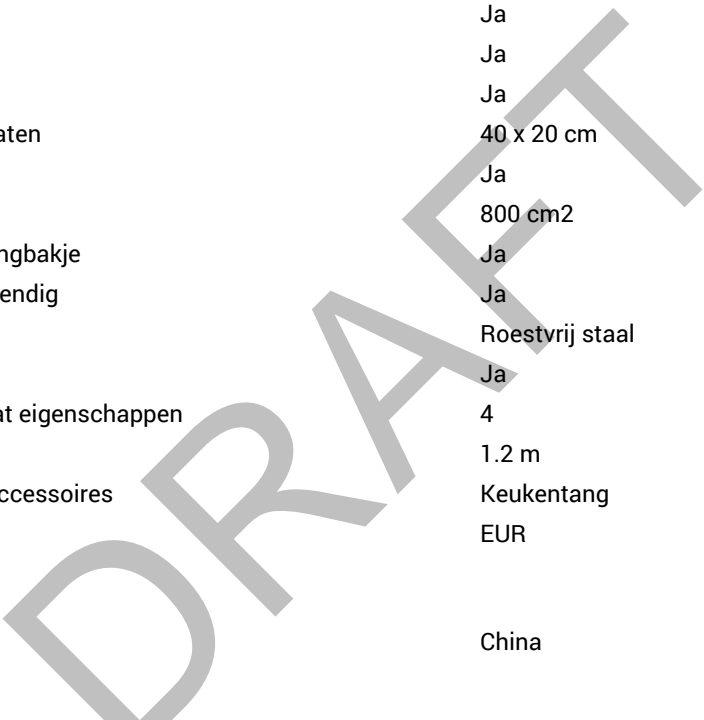 Ja
Ja
Ja
aten 40 x 20 cm
Ja
800 cm2
ngbakje Ja
endig Ja
Roestvrij staal
Ja
at eigenschappen 4
1.2 m
ccessoires Keukentang
EUR
China
DRAFT